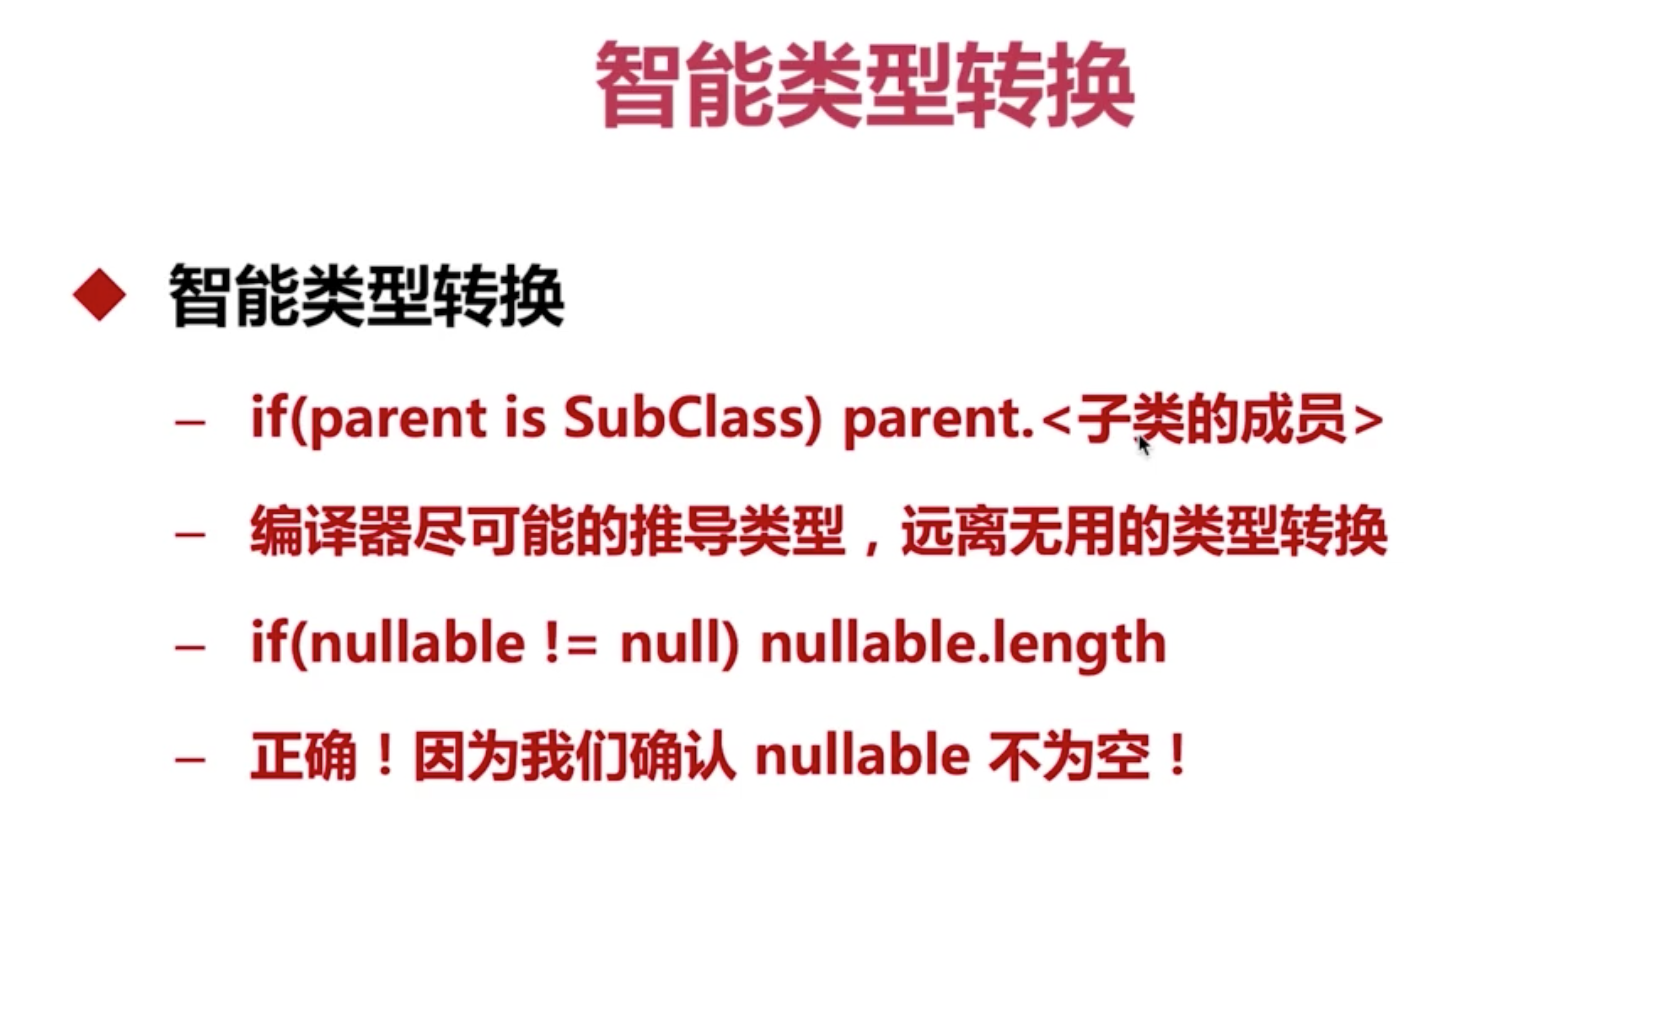 智能类型转换
智能类型转换
– if(parent is SubClass) parent.<子类的成员>
– 编译器尽可能的推导类型，远离无用的类型转换
– if(nullable != null) nullable.length
– 正确！因为我们确认 nullable 不为空！